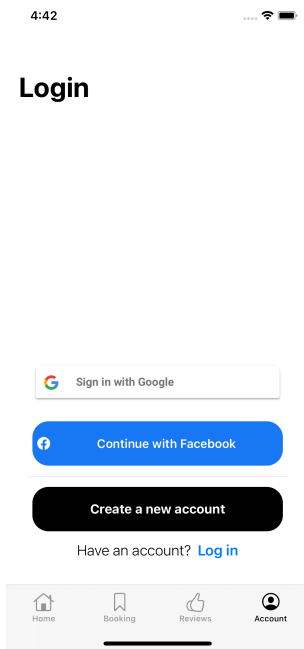 4:42
Login
Sign in with Google
Continue with Facebook
Create a new account
Have an account? Log in
Home Booking Reviews Account